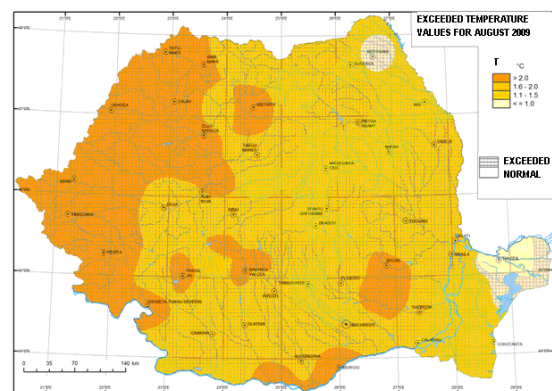 EXCEEDED TEMPERATURE
VALUES FOR AUGUST 2009
T
°C
> 2.0
1.6 - 2.0
1.1 - 1.5
<= 1.0
EXCEEDED
NORMAL
SATU
MARE
BAIA
MARE
SUCEAVA
BOTOSANI
ORADEA
ZALAU
BISTRITA
IASI
PIATRA
NEAMT
CLUJ
NAPOCA
TARGU
MURES
BACAU
VASLUI
MIERCUREA
CIUC
ARAD
ALBA
IULIA
DEVA
SIBIU
SFANTU
GHEORGHE
TIMISOARA
BRASOV
FOCSANI
GALATI
RESITA
BRAILA
TULCEA
TARGU
JIU
RAMNICU
VALCEA
BUZAU
PLOIESTI
TARGOVISTE
PITESTI
DROBETA TURNU SEVERIN
SLOBOZIA
SLATINA
BUCURESTI
CRAIOVA
CALARASI
CONSTANTA
ALEXANDRIA
GIURGIU
0 35 70 140 km